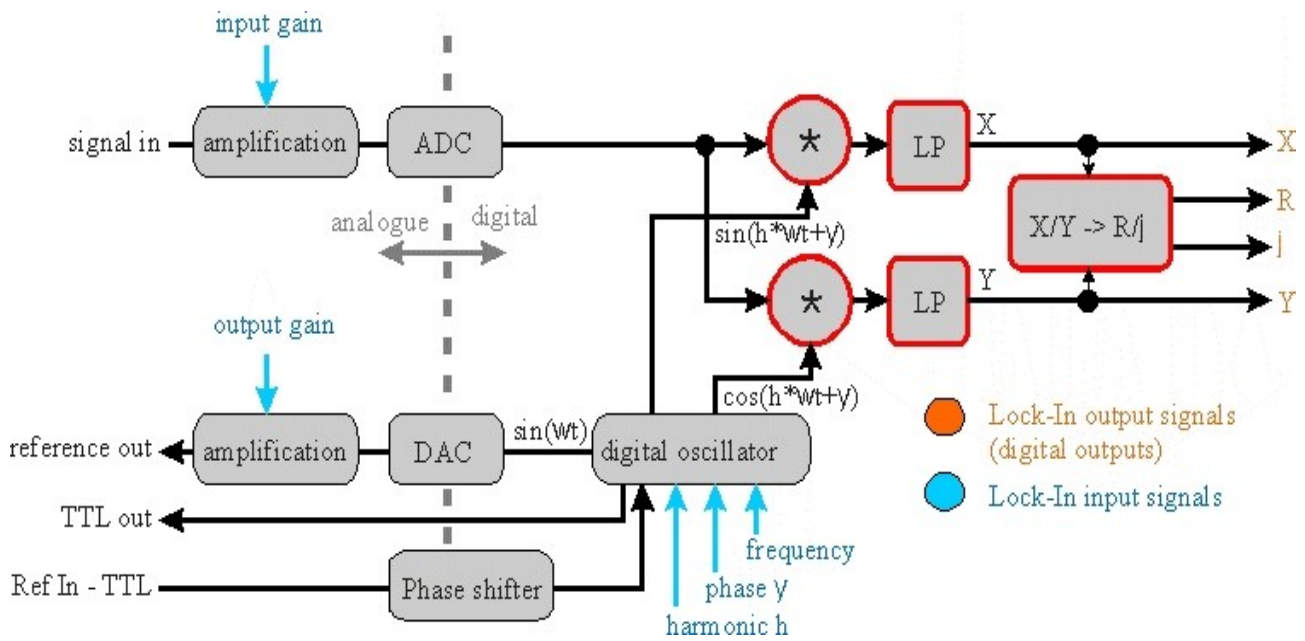 input gain
signal in
amplification
ADC
*
LP
X
X
analogue
digital
sin(h*wt+y)
X/Y -> R/j
R
j
*
LP
Y
Y
output gain
cos(h*wt+y)
reference out
amplification
DAC
sin(wt)
digital oscillator
Lock-In output signals
(digital outputs)
Lock-In input signals
TTL out
frequency
Ref In - TTL
Phase shifter
phase y
harmonic h